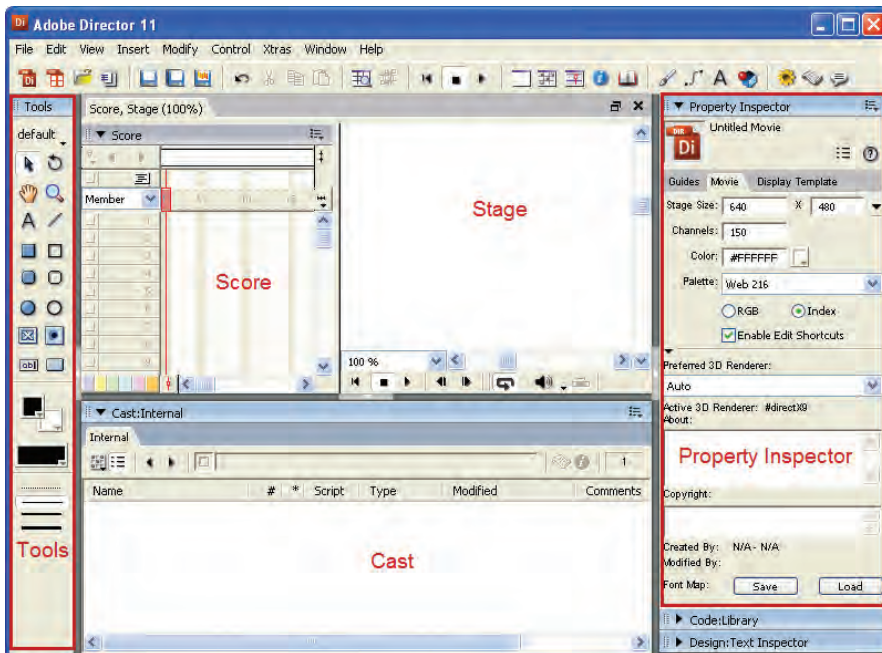 Adobe Director 11
File Edit View Insert Modify Control Xtras Window Help
Tools
default
Score, Stage (100%)
Score
Member
Score
Stage
100 %
Cast:Internal
Internal
1
Name # * Script Type Modified Comments
Cast
Tools
Property Inspector
Untitled Movie
Guides Movie Display Template
Stage Size: 640 X 480
Channels: 150
Color: #FFFFFF
Palette: Web 216
RGB Index
Enable Edit Shortcuts
Preferred 3D Renderer:
Auto
Active 3D Renderer: #directX9
About:
Property Inspector
Copyright:
Created By: N/A - N/A
Modified By:
Font Map: Save Load
Code:Library
Design:Text Inspector